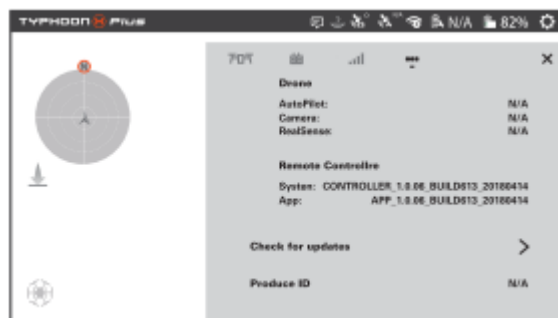 TYPHOON H Plus N/A 82%
N
Drone
AutoPilot: N/A
Camera: N/A
RealSense: N/A
Remote Controllre
System: CONTROLLER_1.0.06_BUILD613_20180414
App: APP_1.0.06_BUILD613_20180414
Check for updates
Produce ID N/A